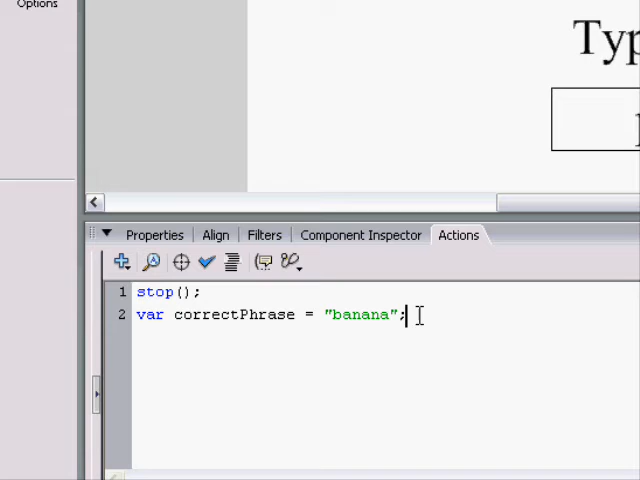 Options
Typ
Properties Align Filters Component Inspector Actions
1 stop();
2 var correctPhrase = "banana";